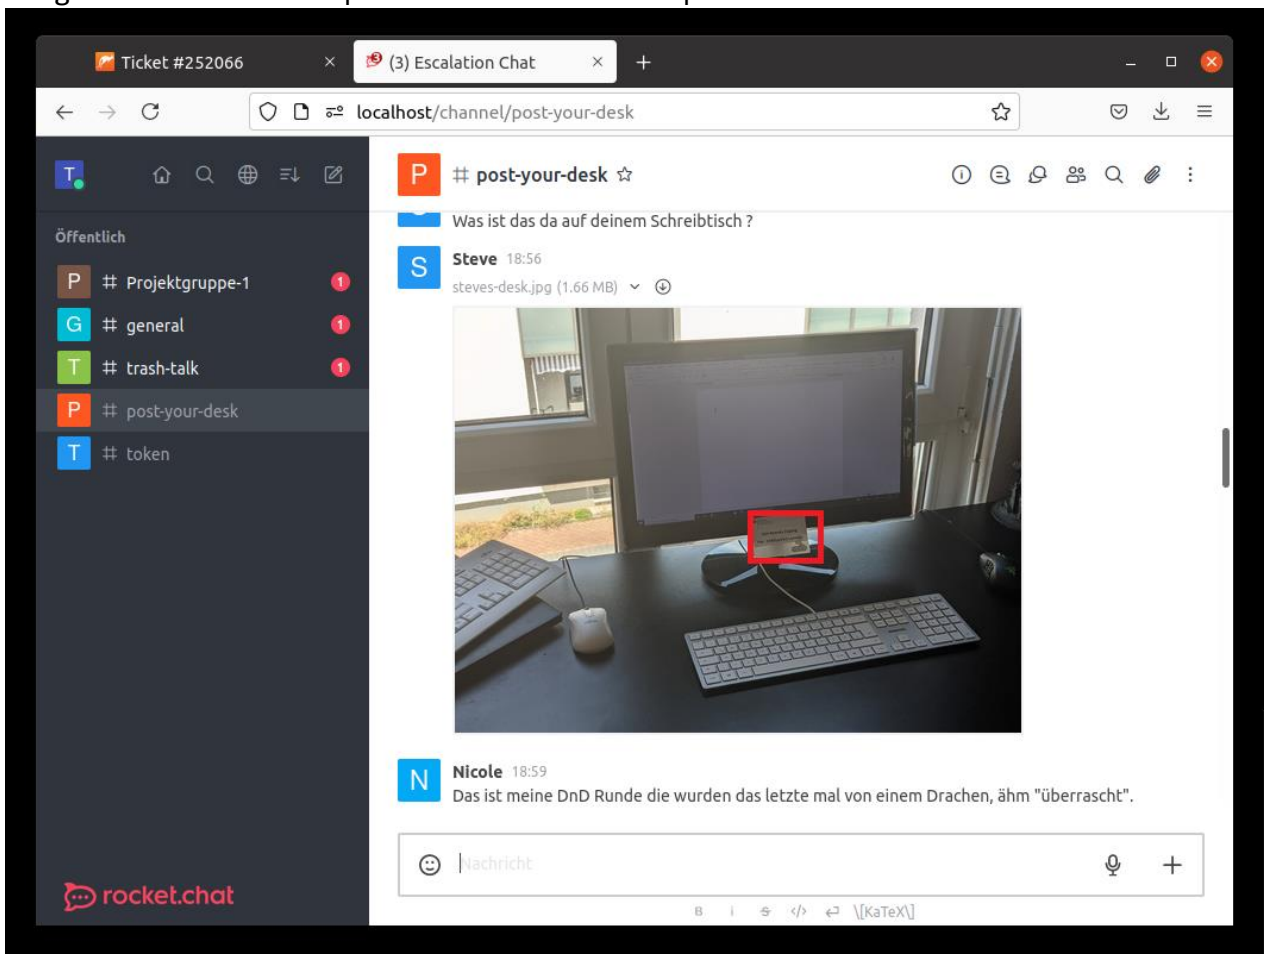 Ticket #252066
(3) Escalation Chat
localhost/channel/post-your-desk
T
P # post-your-desk
Was ist das da auf deinem Schreibtisch ?
Öffentlich
P # Projektgruppe-1 1
G # general 1
T # trash-talk 1
P # post-your-desk
T # token
S Steve 18:56
steves-desk.jpg (1.66 MB)
N Nicole 18:59
Das ist meine DnD Runde die wurden das letzte mal von einem Drachen, ähm "überrascht".
Nachricht
B i S </> \[KaTeX\]
rocket.chat